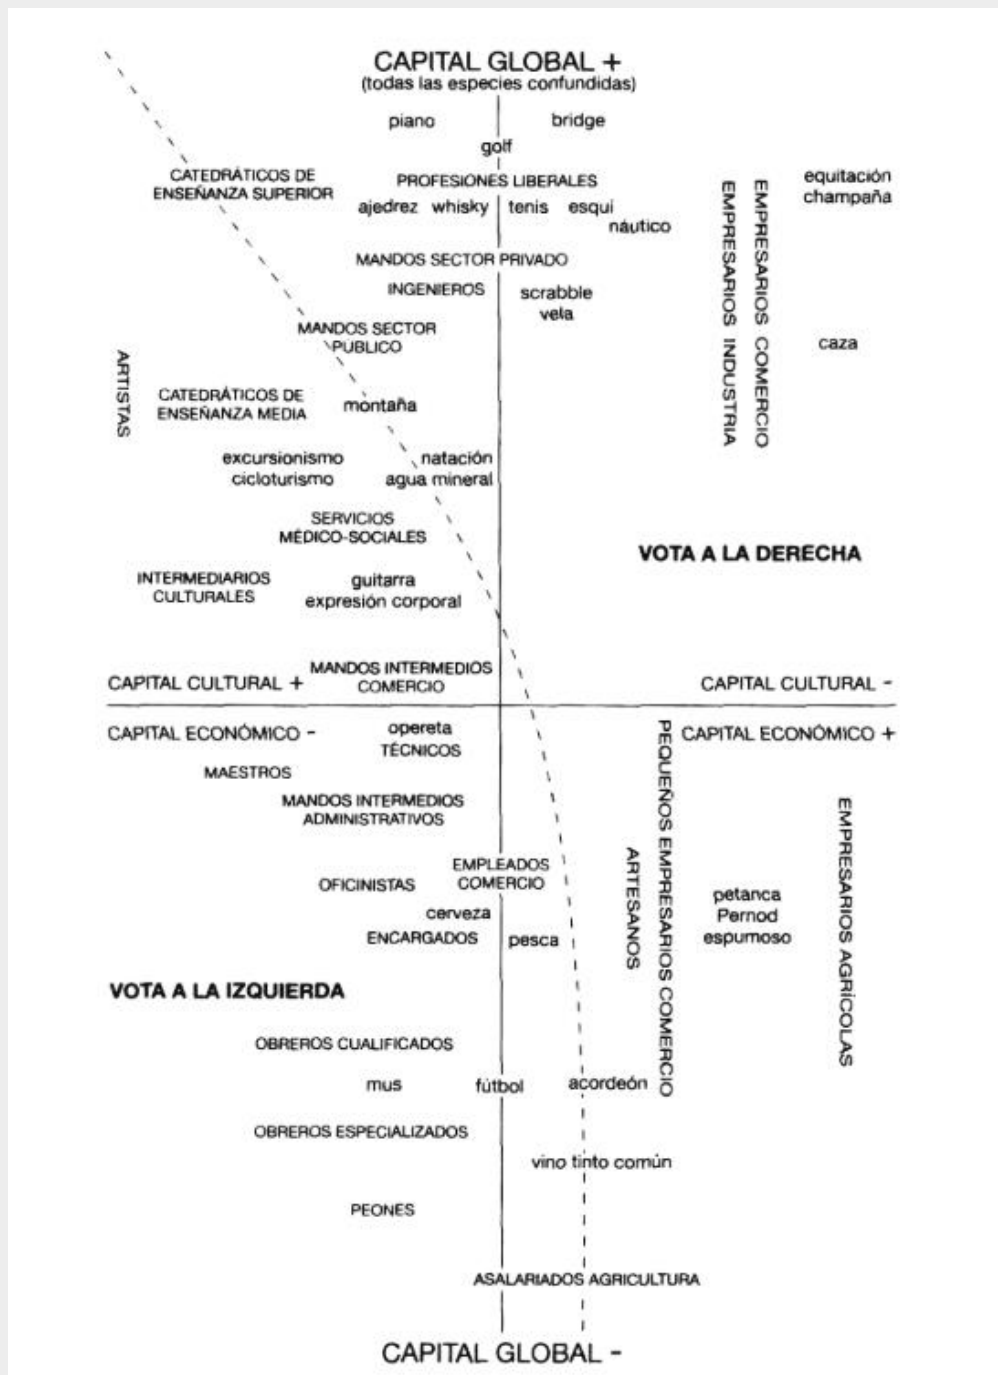 CAPITAL GLOBAL +
(todas las especies confundidas)
piano
bridge
golf
CATEDRÁTICOS DE
ENSEÑANZA SUPERIOR
PROFESIONES LIBERALES
equitación
champaña
ajedrez whisky tenis esquí
náutico
EMPRESARIOS INDUSTRIA
EMPRESARIOS COMERCIO
MANDOS SECTOR PRIVADO
INGENIEROS
scrabble
vela
MANDOS SECTOR
PÚBLICO
caza
ARTISTAS
CATEDRÁTICOS DE
ENSEÑANZA MEDIA
montaña
excursionismo
cicloturismo
natación
agua mineral
SERVICIOS
MÉDICO-SOCIALES
VOTA A LA DERECHA
INTERMEDIARIOS
CULTURALES
guitarra
expresión corporal
MANDOS INTERMEDIOS
COMERCIO
CAPITAL CULTURAL +
CAPITAL CULTURAL -
CAPITAL ECONÓMICO -
opereta
TÉCNICOS
CAPITAL ECONÓMICO +
MAESTROS
MANDOS INTERMEDIOS
ADMINISTRATIVOS
PEQUEÑOS EMPRESARIOS COMERCIO
ARTESANOS
EMPRESARIOS AGRÍCOLAS
EMPLEADOS
COMERCIO
OFICINISTAS
cerveza
petanca
Pernod
espumoso
ENCARGADOS
pesca
VOTA A LA IZQUIERDA
OBREROS CUALIFICADOS
mus
fútbol
acordeón
OBREROS ESPECIALIZADOS
vino tinto común
PEONES
ASALARIADOS AGRICULTURA
CAPITAL GLOBAL -